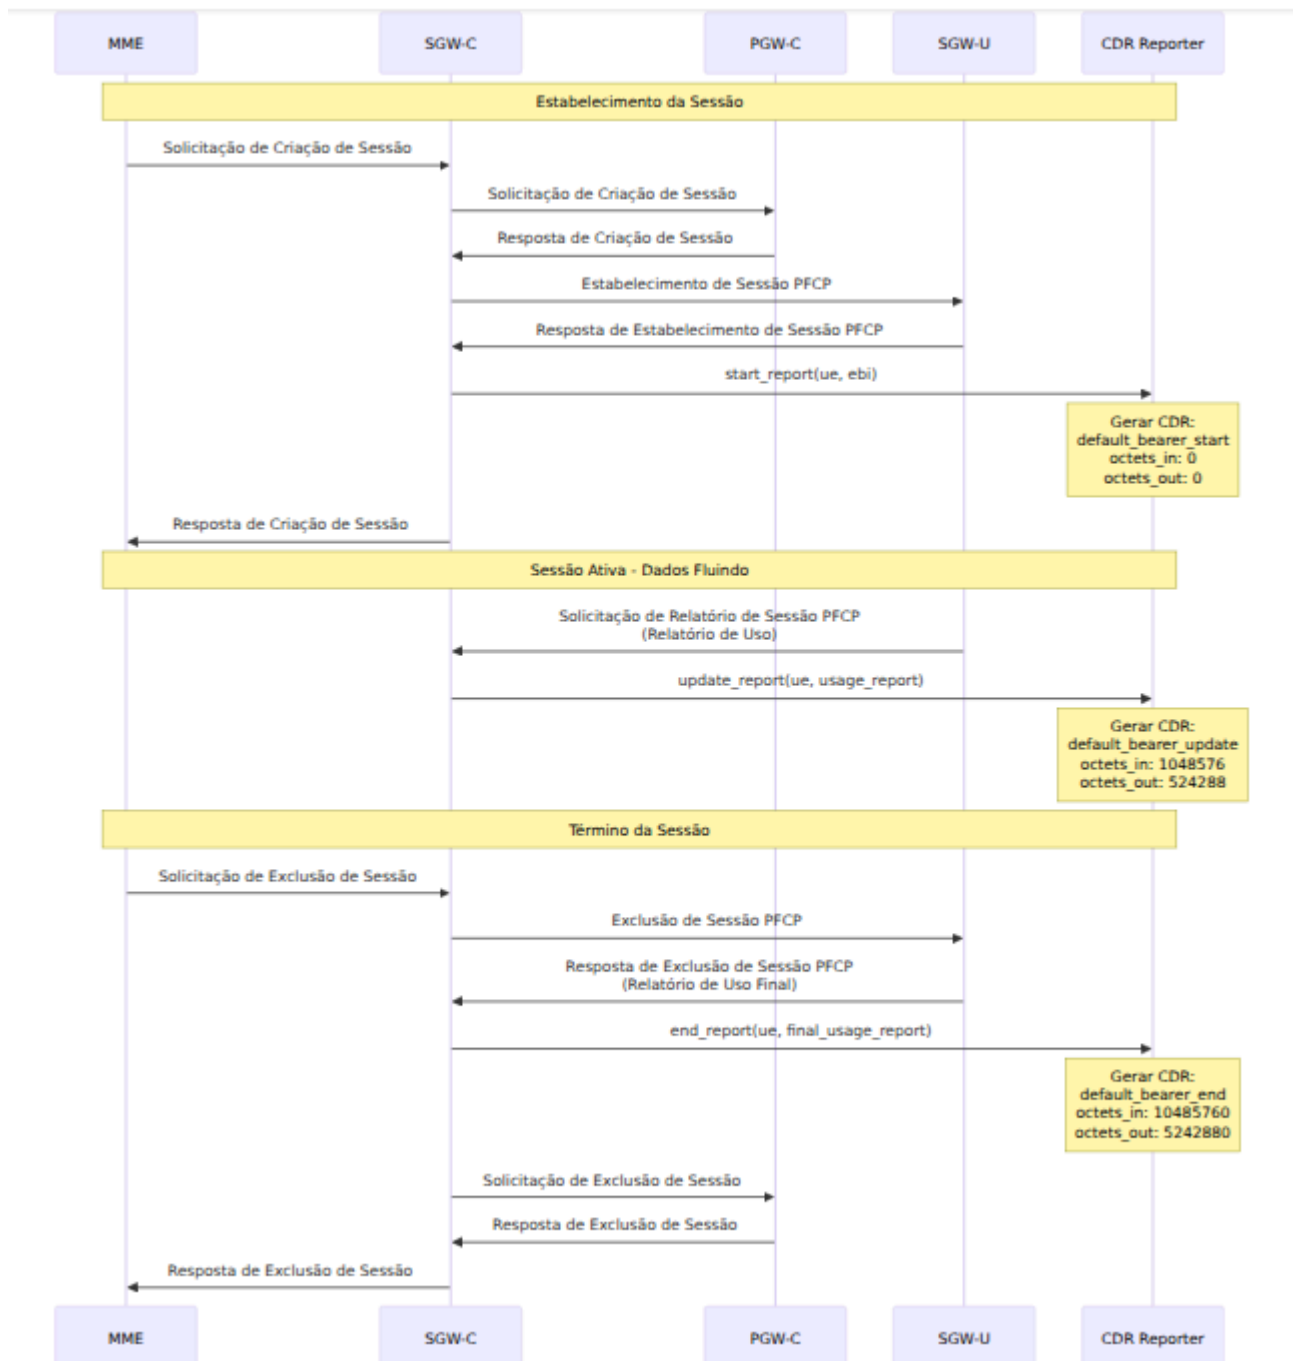 MME
SGW-C
PGW-C
SGW-U
CDR Reporter
Estabelecimento da Sessão
Solicitação de Criação de Sessão
Solicitação de Criação de Sessão
Resposta de Criação de Sessão
Estabelecimento de Sessão PFCP
Resposta de Estabelecimento de Sessão PFCP
start_report(ue, ebi)
Gerar CDR:
default_bearer_start
octets_in: 0
octets_out: 0
Resposta de Criação de Sessão
Sessão Ativa - Dados Fluindo
Solicitação de Relatório de Sessão PFCP
(Relatório de Uso)
update_report(ue, usage_report)
Gerar CDR:
default_bearer_update
octets_in: 1048576
octets_out: 524288
Término da Sessão
Solicitação de Exclusão de Sessão
Exclusão de Sessão PFCP
Resposta de Exclusão de Sessão PFCP
(Relatório de Uso Final)
end_report(ue, final_usage_report)
Gerar CDR:
default_bearer_end
octets_in: 10485760
octets_out: 5242880
Solicitação de Exclusão de Sessão
Resposta de Exclusão de Sessão
Resposta de Exclusão de Sessão
MME
SGW-C
PGW-C
SGW-U
CDR Reporter